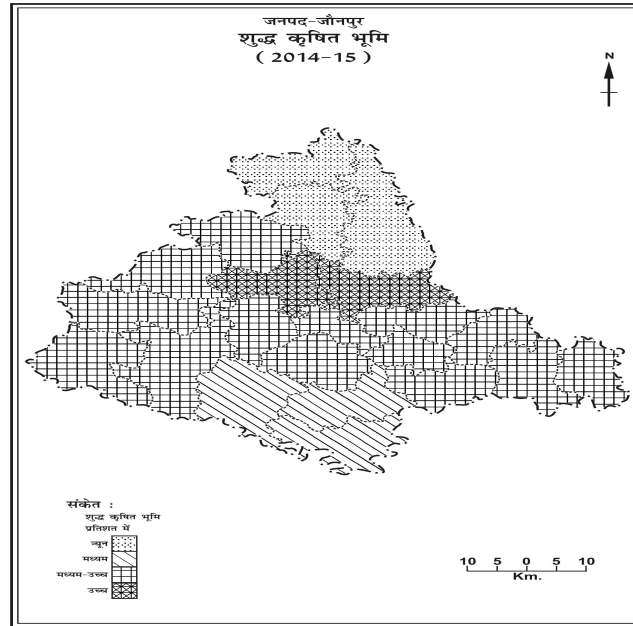 जनपद-जौनपुर
शुद्ध कृषित भूमि
( 2014-15 )
N
संकेत :
शुद्ध कृषित भूमि
प्रतिशत में
न्यून
मध्यम
मध्यम-उच्च
उच्च
10 5 0 5 10
Km.